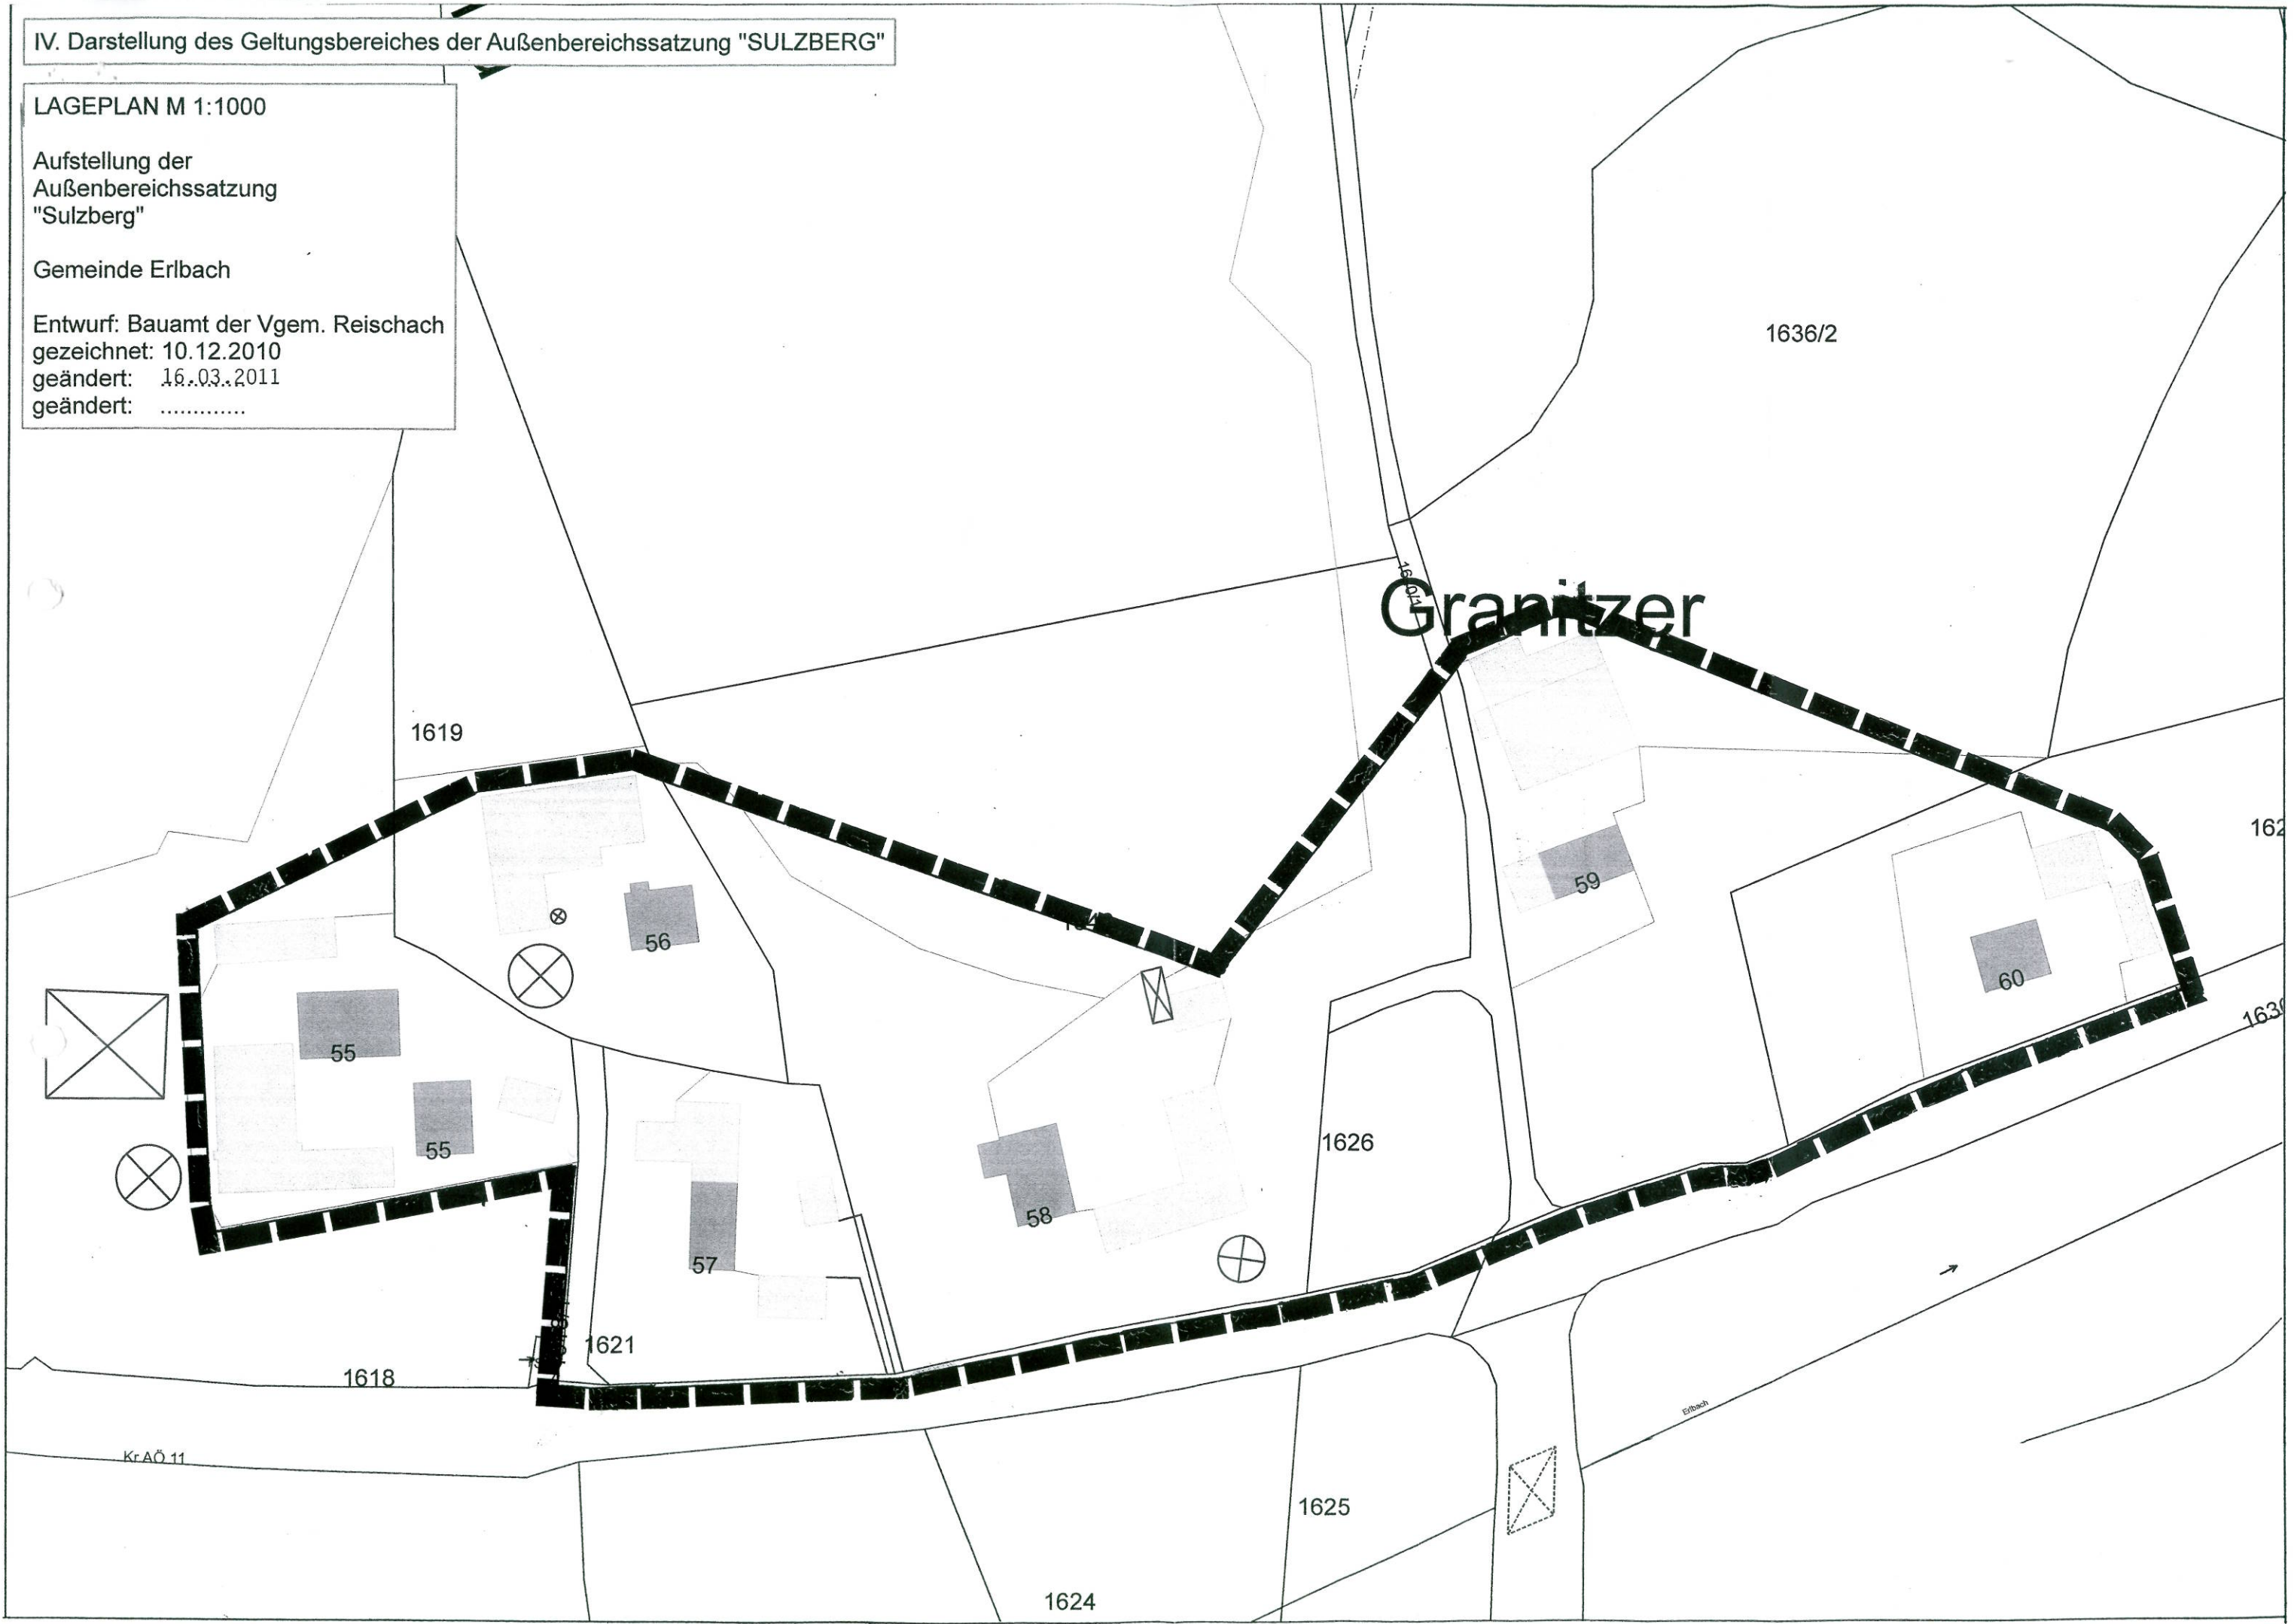 IV. Darstellung des Geltungsbereiches der Außenbereichssatzung "SULZBERG"
LAGEPLAN M 1:1000
Aufstellung der
Außenbereichssatzung
"Sulzberg"
Gemeinde Erlbach
Entwurf: Bauamt der Vgem. Reischach
gezeichnet: 10.12.2010
geändert: 16.03.2011
geändert: .............
1636/2
Granitzer
1619
162
59
56
60
1630
55
55
1626
58
57
1621
1618
Erlbach
Kr AÖ 11
1625
1624